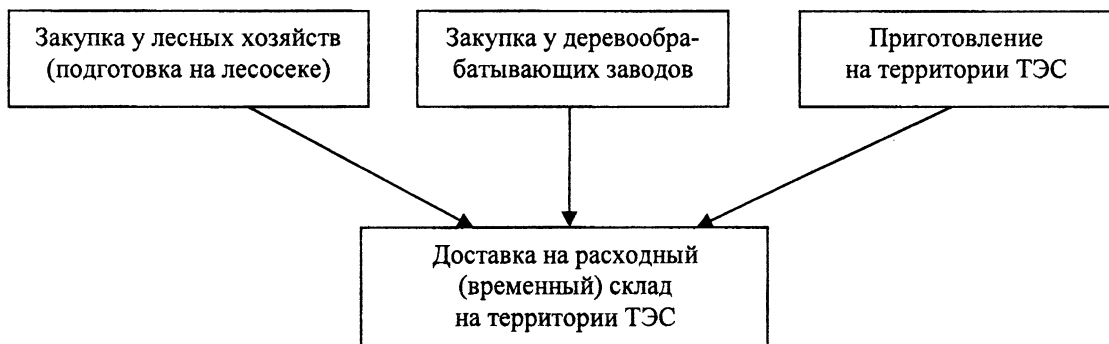 Закупка у лесных хозяйств
(подготовка на лесосеке)
Закупка у деревообра-
батывающих заводов
Приготовление
на территории ТЭС
Доставка на расходный
(временный) склад
на территории ТЭС